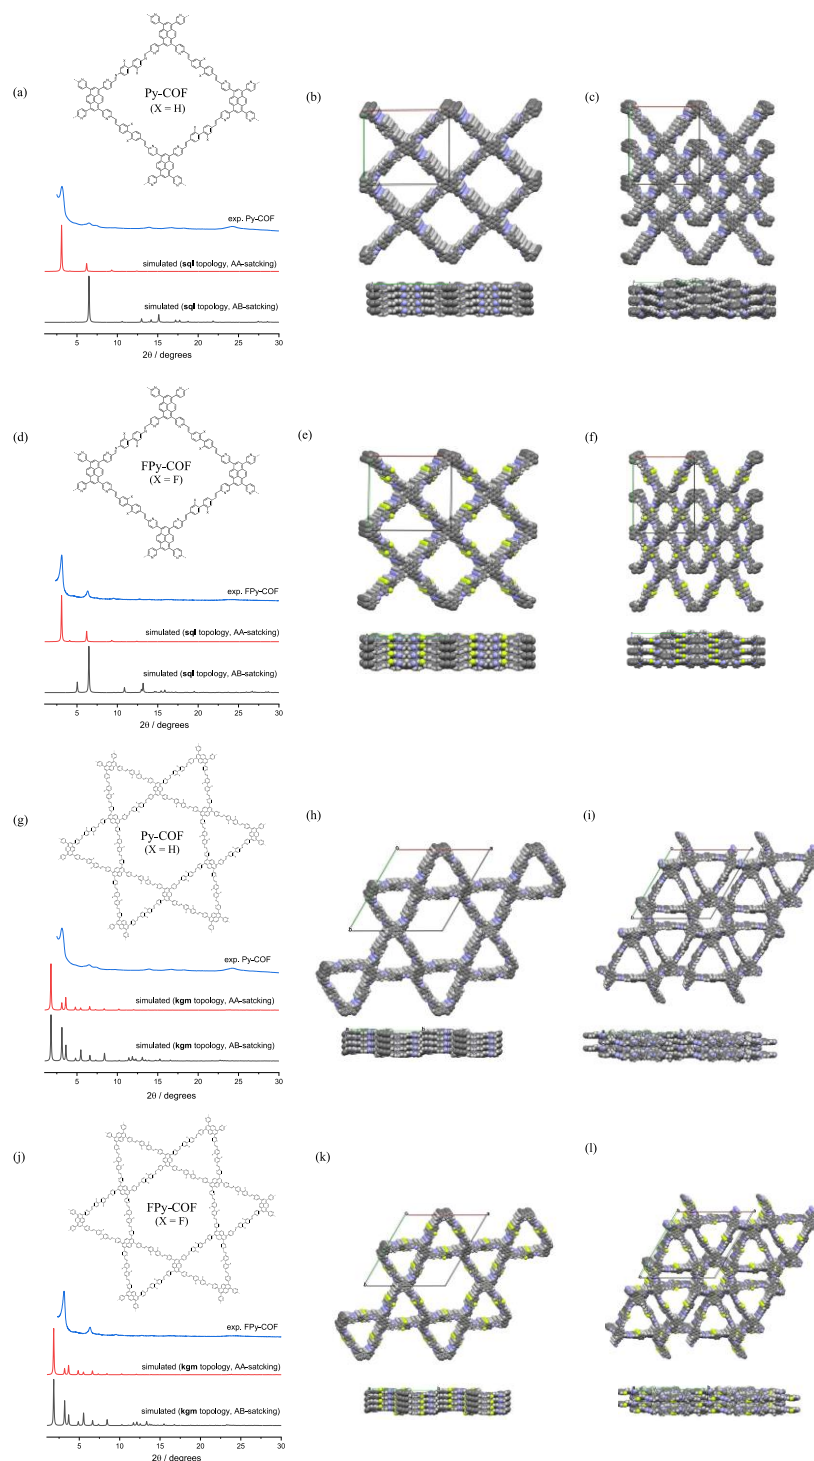 (a)
Py-COF
(X = H)
(b)
(c)
exp. Py-COF
simulated (sql topology, AA-satcking)
simulated (sql topology, AB-satcking)
5 10 15 20 25 30
2θ / degrees
(d)
FPy-COF
(X = F)
(e)
(f)
exp. FPy-COF
simulated (sql topology, AA-satcking)
simulated (sql topology, AB-satcking)
5 10 15 20 25 30
2θ / degrees
(g)
Py-COF
(X = H)
(h)
(i)
exp. Py-COF
simulated (kgm topology, AA-satcking)
simulated (kgm topology, AB-satcking)
5 10 15 20 25 30
2θ / degrees
(j)
FPy-COF
(X = F)
(k)
(l)
exp. FPy-COF
simulated (kgm topology, AA-satcking)
simulated (kgm topology, AB-satcking)
5 10 15 20 25 30
2θ / degrees